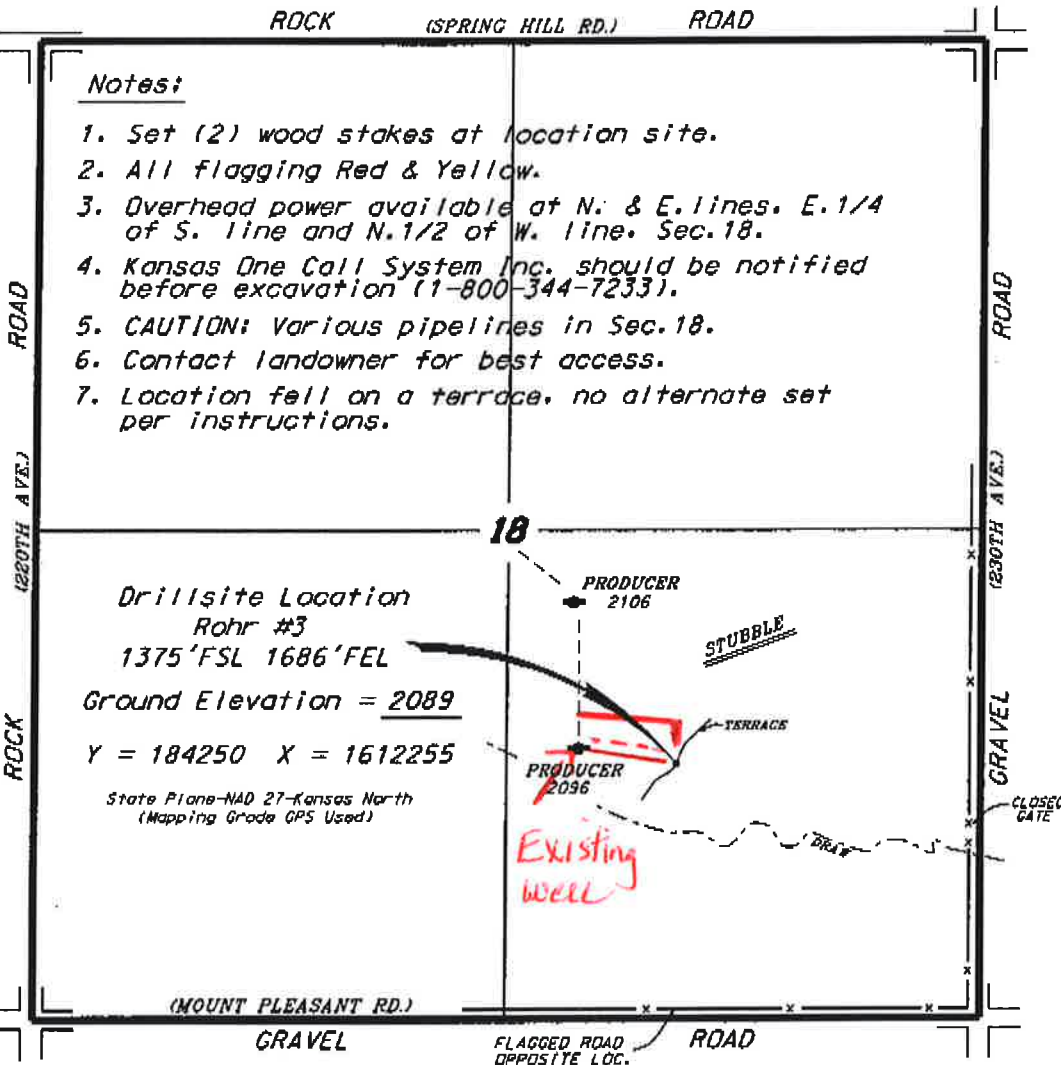 ROCK (SPRING HILL RD.) ROAD
Notes:
1. Set (2) wood stakes at location site.
2. All flagging Red & Yellow.
3. Overhead power available at N. & E. lines. E. 1/4
of S. line and N. 1/2 of W. line. Sec. 18.
4. Kansas One Call System Inc. should be notified
before excavation (1-800-344-7233).
5. CAUTION: Various pipelines in Sec. 18.
6. Contact landowner for best access.
7. Location fell on a terrace, no alternate set
per instructions.
ROAD
(220TH AVE.)
ROCK
ROAD
(230TH AVE.)
GRAVEL
18
PRODUCER
2106
STUBBLE
Drillsite Location
Rohr #3
1375'FSL 1686'FEL
Ground Elevation = 2089
Y = 184250 X = 1612255
State Plane-NAD 27-Kansas North
(Mapping Grade GPS Used)
TERRACE
PRODUCER
2096
Existing
well
DRAW
CLOSED
GATE
(MOUNT PLEASANT RD.)
GRAVEL ROAD
FLAGGED ROAD
OPPOSITE LOC.